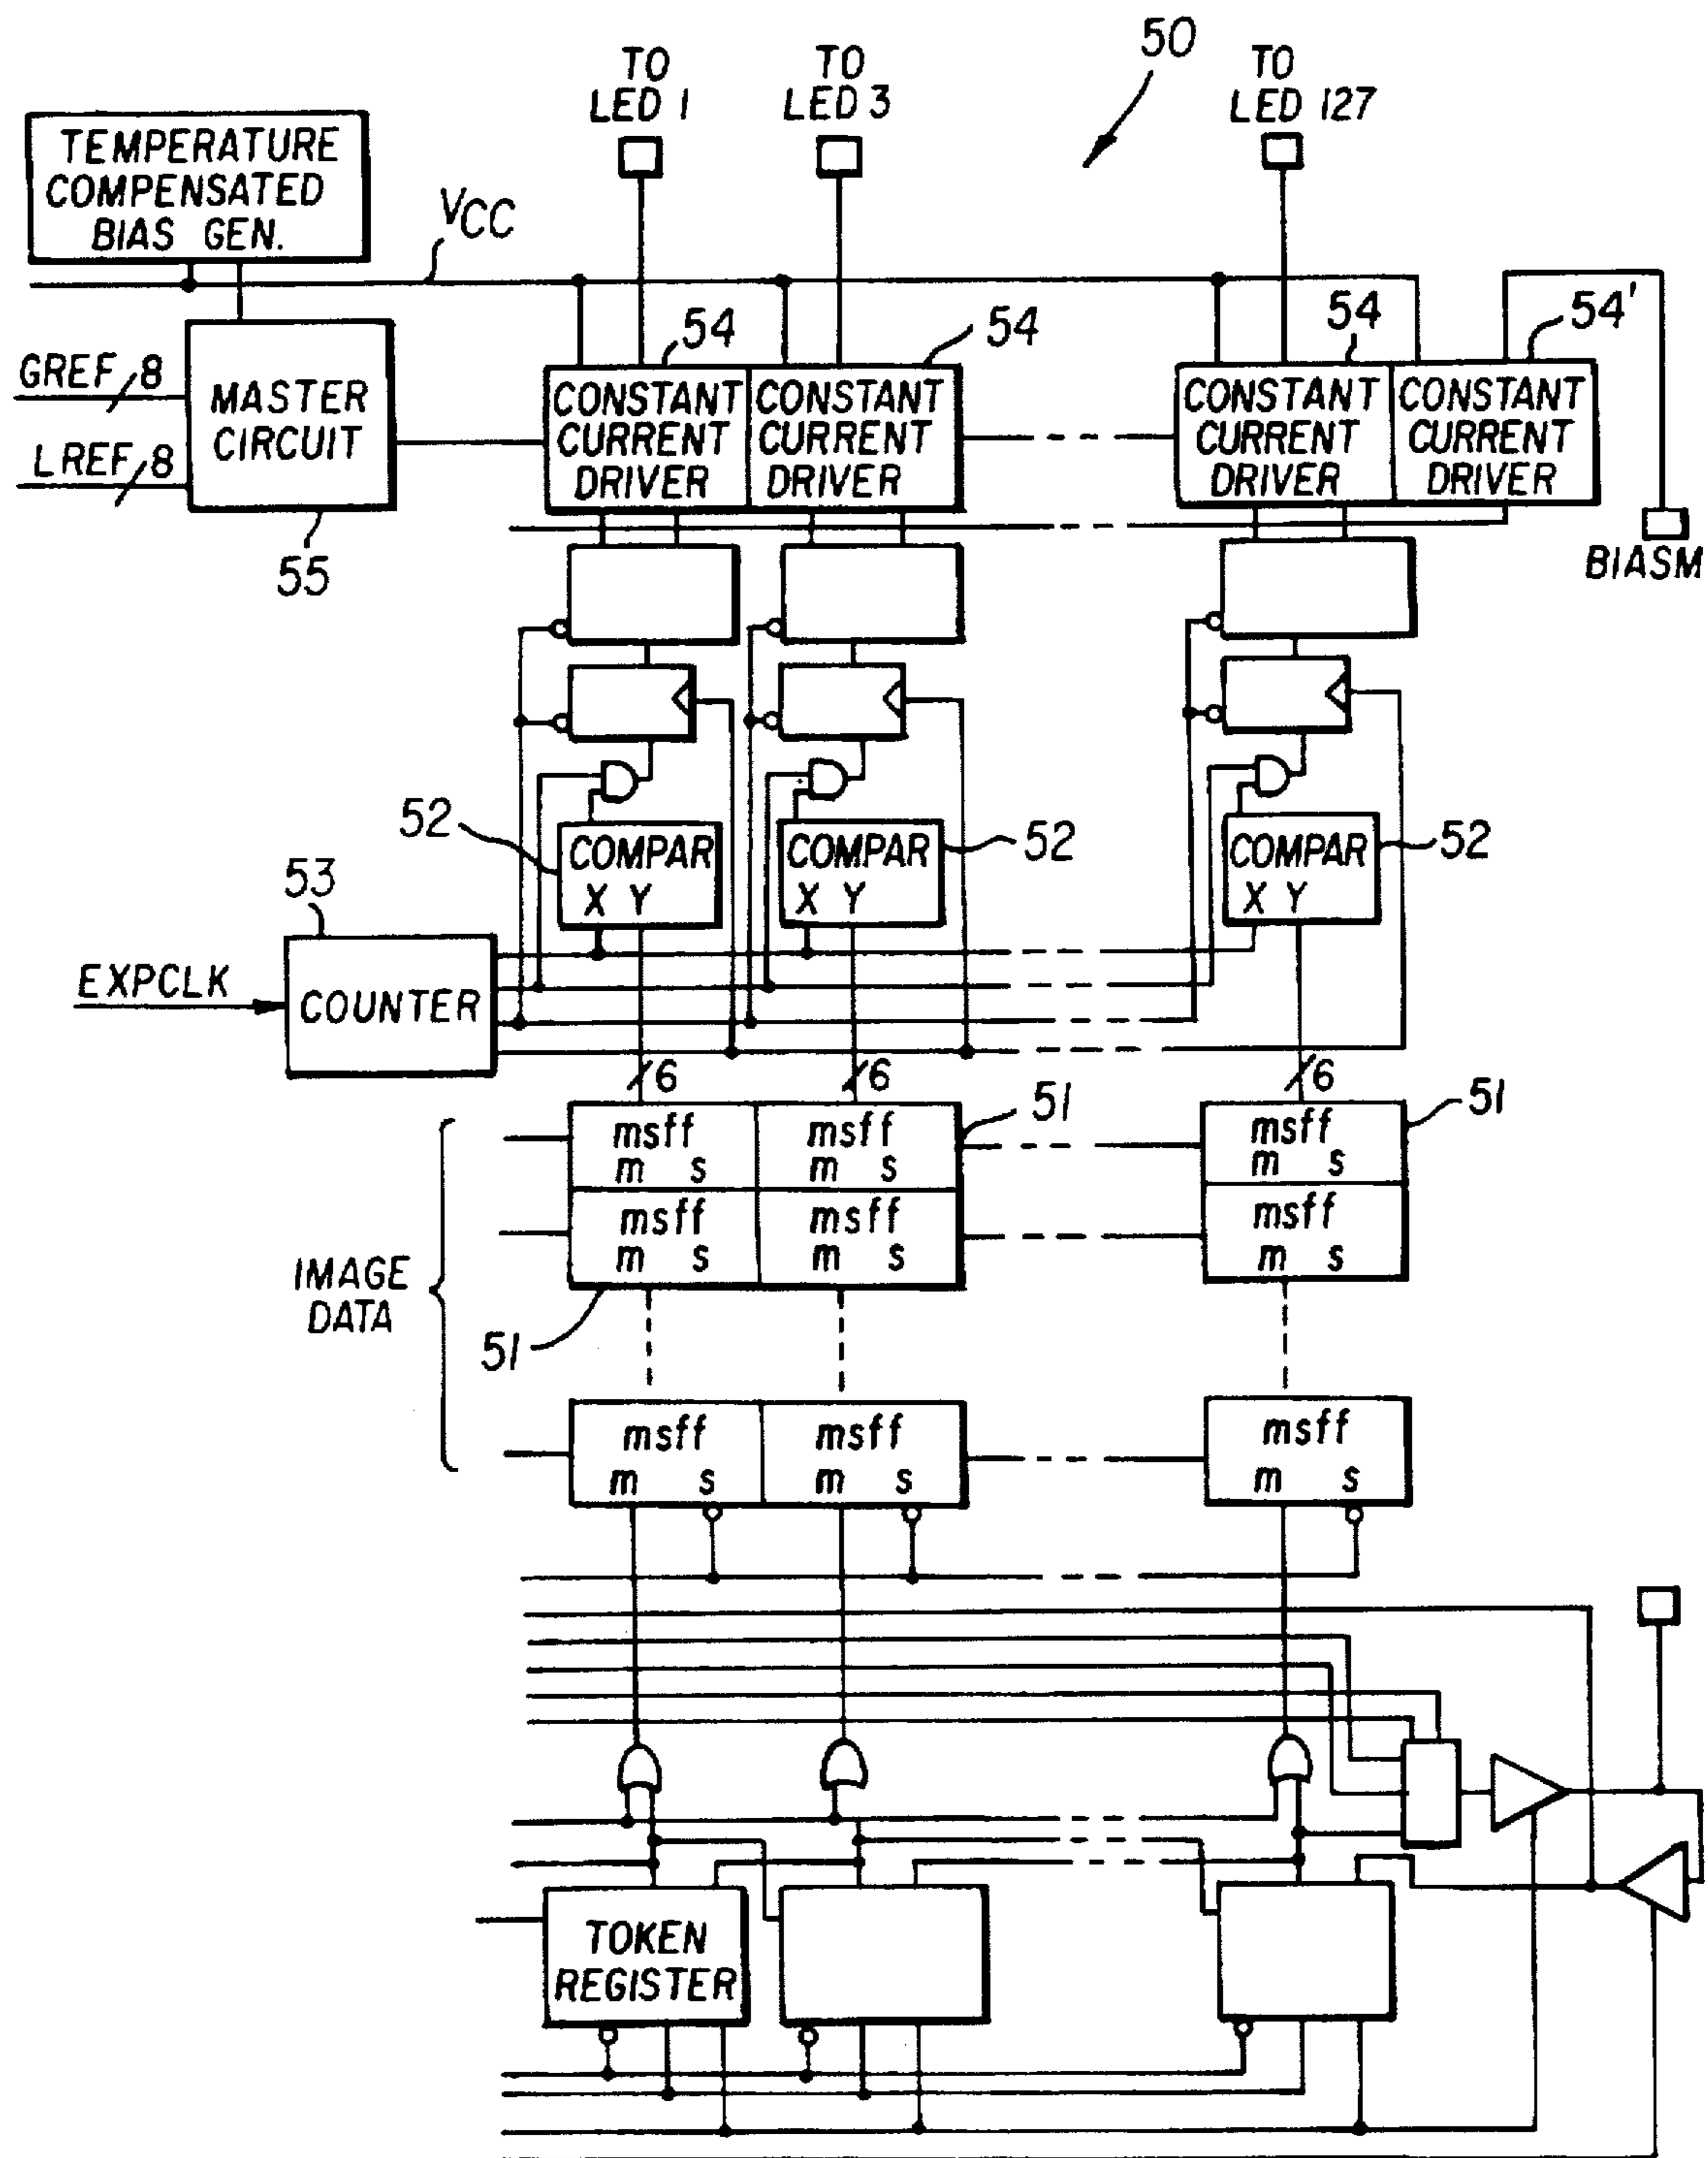 50
TO
LED 1
TO
LED 3
TO
LED 127
TEMPERATURE
COMPENSATED
BIAS GEN.
VCC
54
54
54
54'
GREF 8
LREF 8
MASTER
CIRCUIT
55
CONSTANT
CURRENT
DRIVER
CONSTANT
CURRENT
DRIVER
CONSTANT
CURRENT
DRIVER
CONSTANT
CURRENT
DRIVER
BIASM
52
COMPAR
X Y
COMPAR
X Y
52
COMPAR
X Y
52
53
EXPCLK
COUNTER
6
6
6
51
51
msff
m s
msff
m s
msff
m s
msff
m s
msff
m s
msff
m s
IMAGE
DATA
51
msff
m s
msff
m s
msff
m s
TOKEN
REGISTER